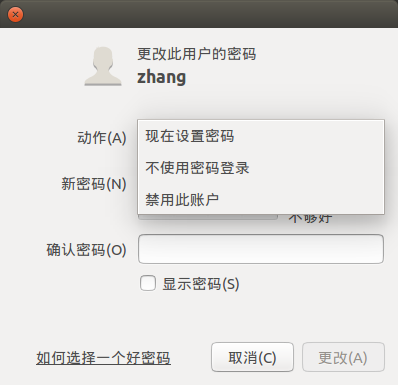 更改此用户的密码
zhang
动作(A)
现在设置密码
不使用密码登录
新密码(N)
禁用此账户
不够好
确认密码(O)
显示密码(S)
如何选择一个好密码
取消(C)
更改(A)